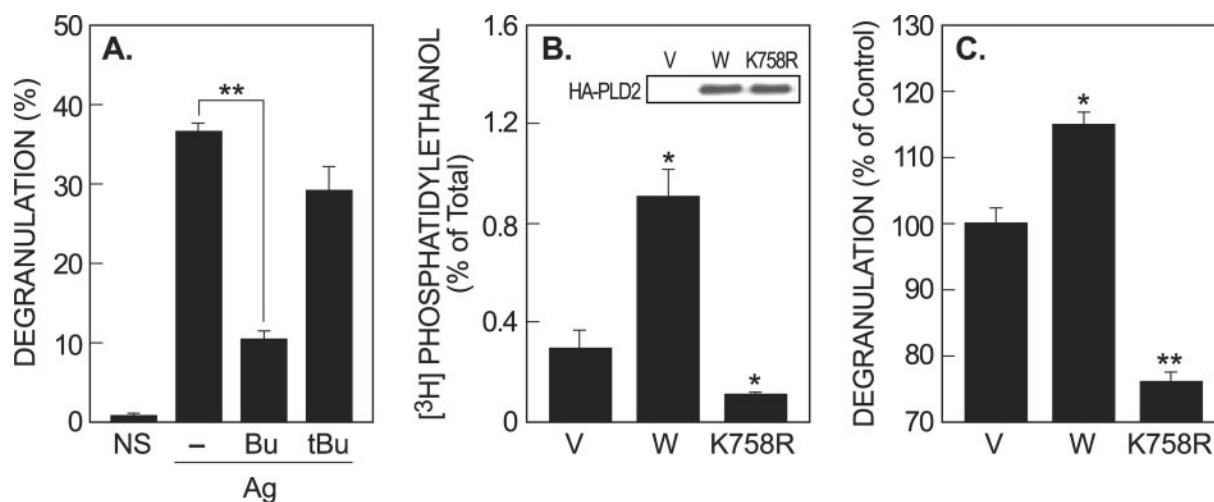 A.
DEGRANULATION (%)
50
40
30
20
10
0
**
NS – Bu tBu
Ag
B.
[³H] PHOSPHATIDYLETHANOL
(% of Total)
1.6
1.2
0.8
0.4
0
V W K758R
HA-PLD2
*
*
V W K758R
C.
DEGRANULATION (% of Control)
130
120
110
100
90
80
70
*
**
V W K758R